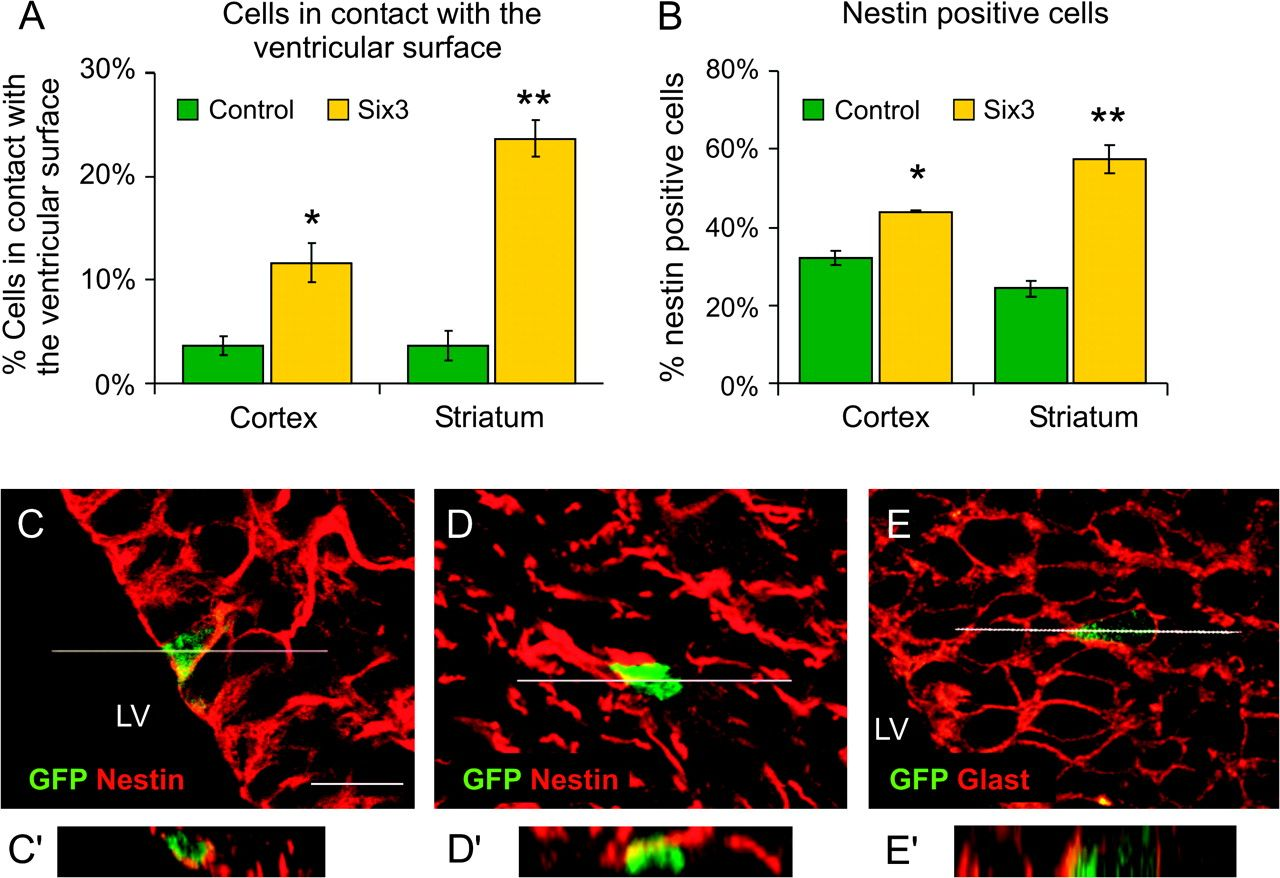 A
Cells in contact with the
ventricular surface
% Cells in contact with
the ventricular surface
30%
20%
10%
0%
Control
Six3
*
**
Cortex
Striatum
B
Nestin positive cells
% nestin positive cells
80%
60%
40%
20%
0%
Control
Six3
*
**
Cortex
Striatum
C
LV
GFP Nestin
D
GFP Nestin
E
LV
GFP Glast
C'
D'
E'